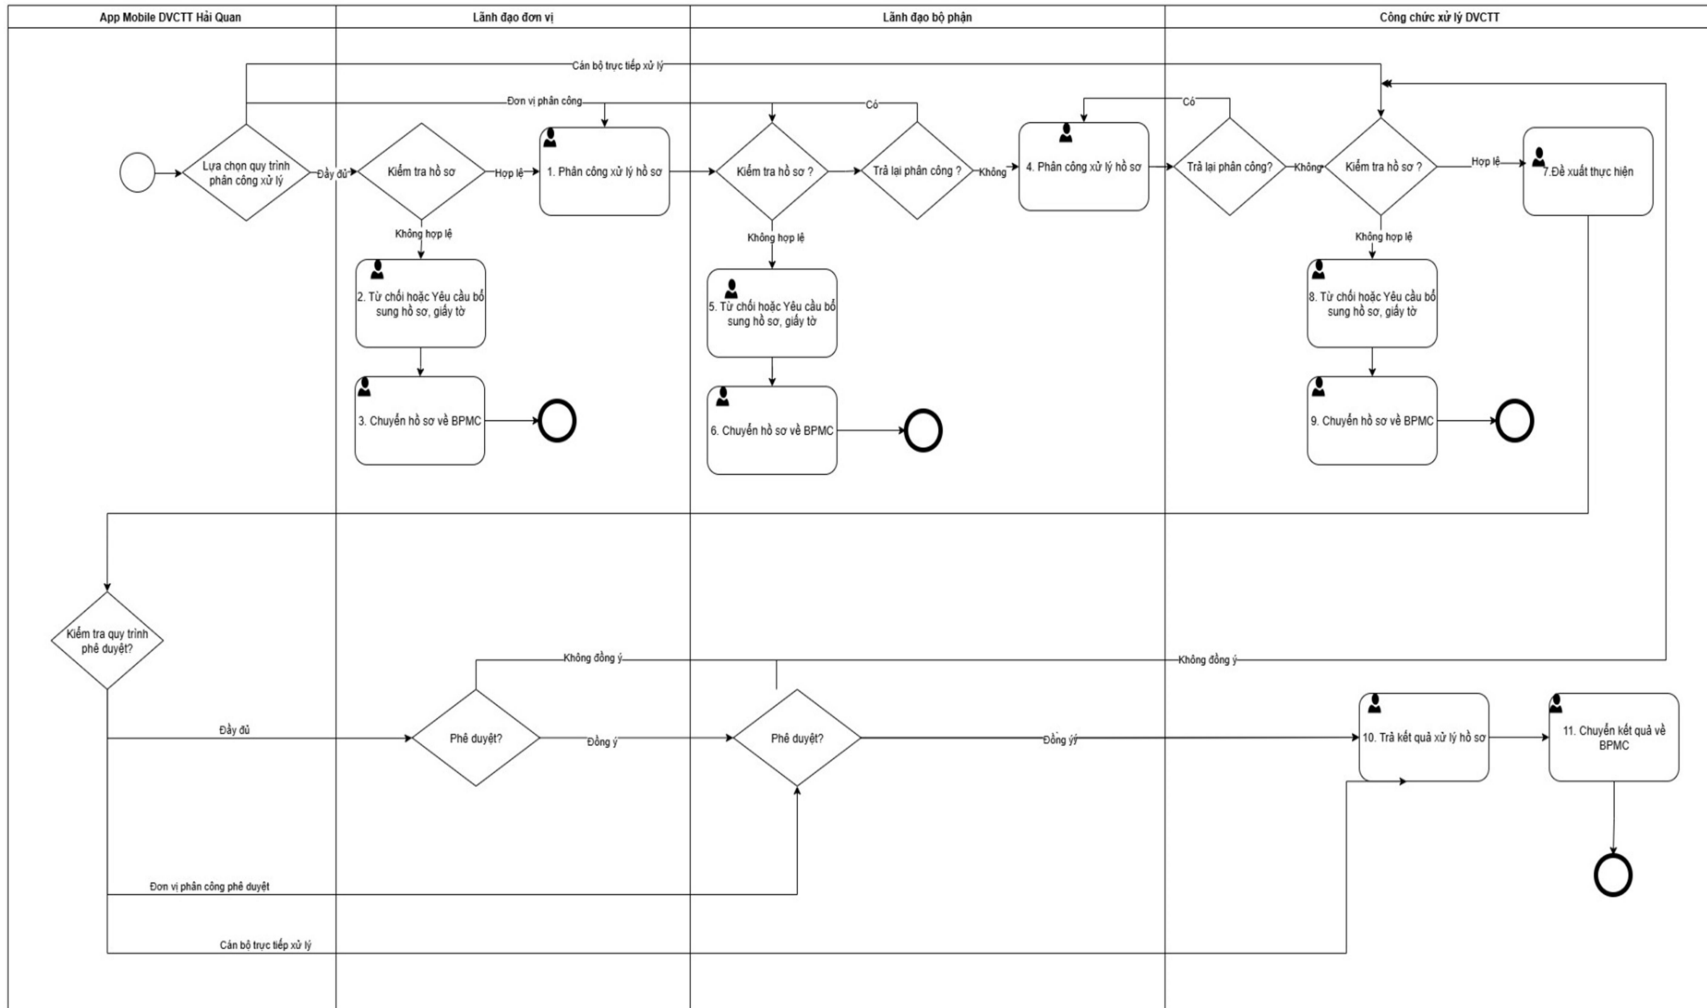 App Mobile DVCTT Hải Quan
Lãnh đạo đơn vị
Lãnh đạo bộ phận
Công chức xử lý DVCTT
Cán bộ trực tiếp xử lý
Đơn vị phân công
Có
Có
Lựa chọn quy trình
phân công xử lý
Đầy đủ
Kiểm tra hồ sơ
Hợp lệ
1. Phân công xử lý hồ sơ
Kiểm tra hồ sơ ?
Trả lại phân công ?
Không
4. Phân công xử lý hồ sơ
Trả lại phân công?
Không
Kiểm tra hồ sơ ?
Hợp lệ
7.Đề xuất thực hiện
Không hợp lệ
Không hợp lệ
Không hợp lệ
2. Từ chối hoặc Yêu cầu bổ
sung hồ sơ, giấy tờ
5. Từ chối hoặc Yêu cầu bổ
sung hồ sơ, giấy tờ
8. Từ chối hoặc Yêu cầu bổ
sung hồ sơ, giấy tờ
3. Chuyển hồ sơ về BPMC
6. Chuyển hồ sơ về BPMC
9. Chuyển hồ sơ về BPMC
Kiểm tra quy trình
phê duyệt?
Không đồng ý
Không đồng ý
Đầy đủ
Phê duyệt?
Đồng ý
Phê duyệt?
Đồng ýý
10. Trả kết quả xử lý hồ sơ
11. Chuyển kết quả về
BPMC
Đơn vị phân công phê duyệt
Cán bộ trực tiếp xử lý